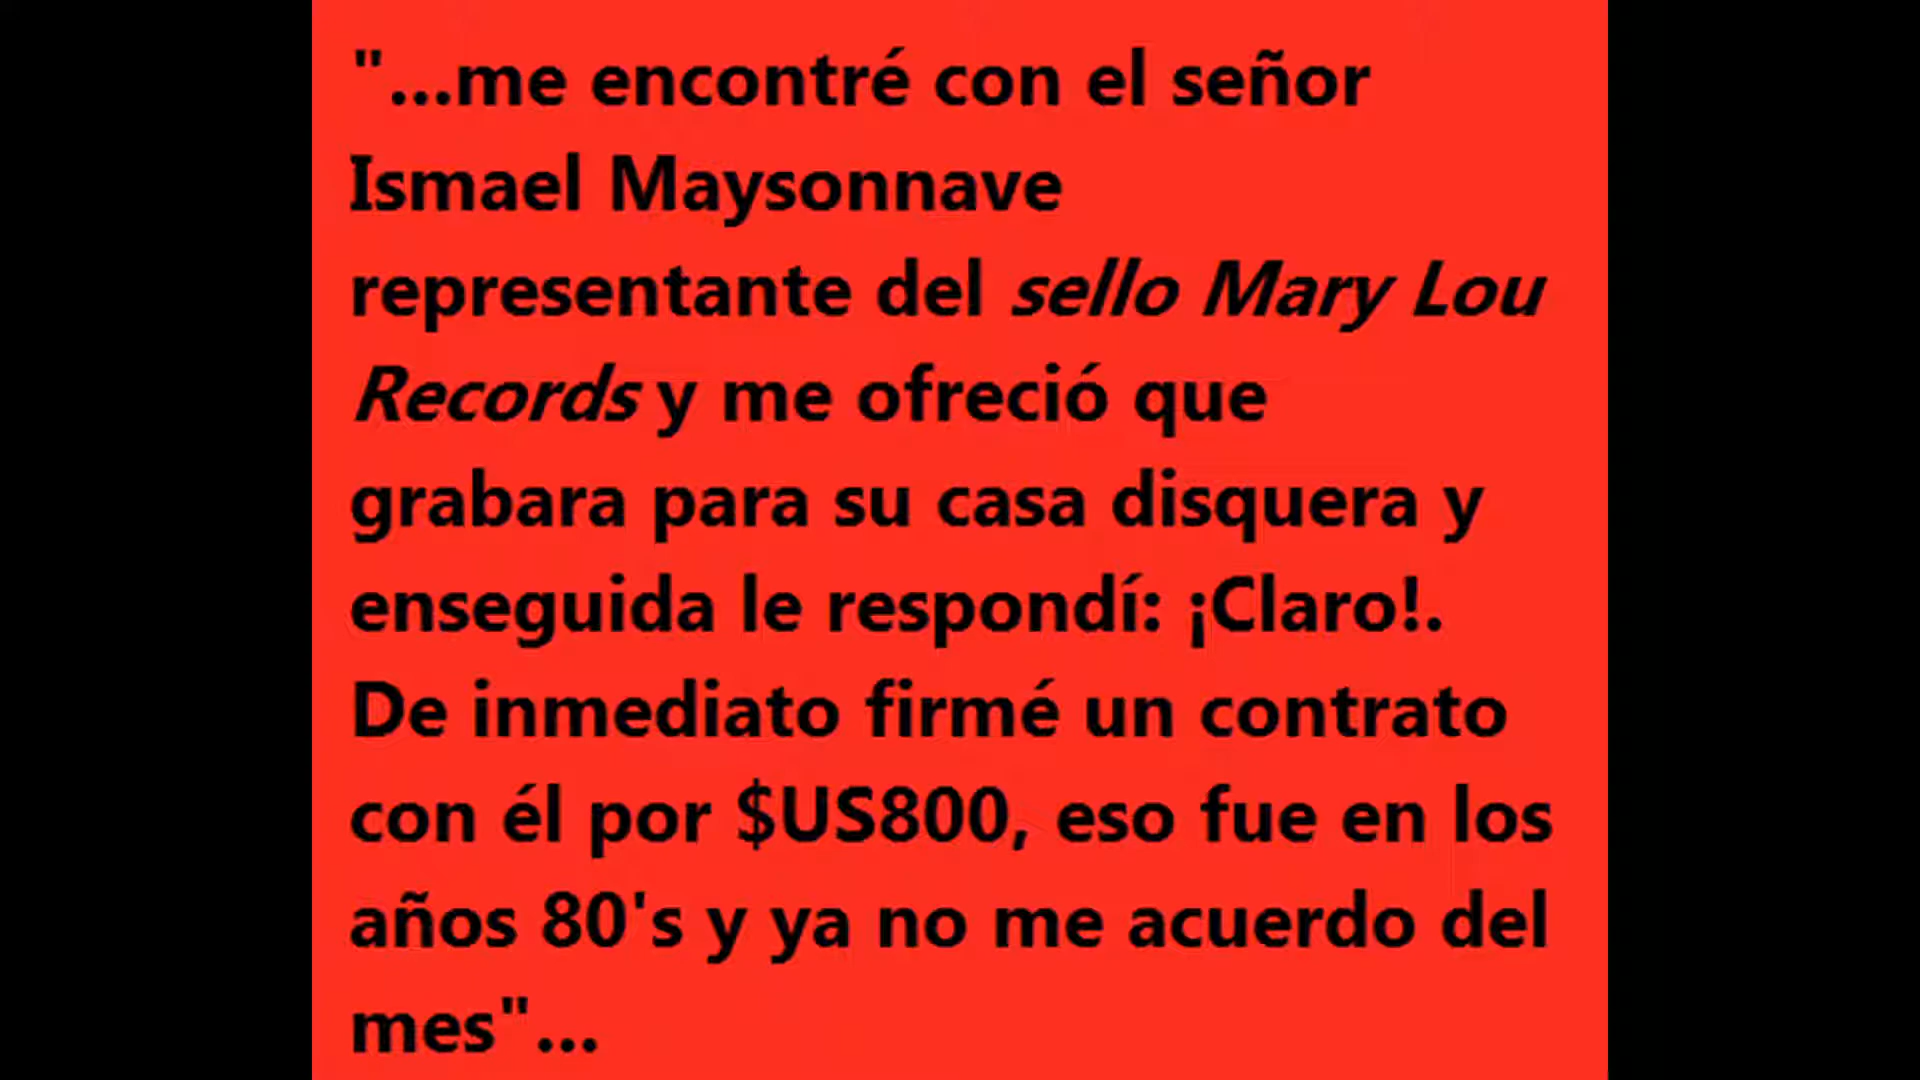 "...me encontré con el señor
Ismael Maysonnave
representante del sello Mary Lou
Records y me ofreció que
grabara para su casa disquera y
enseguida le respondí: ¡Claro!.
De inmediato firmé un contrato
con él por $US800, eso fue en los
años 80's y ya no me acuerdo del
mes"...